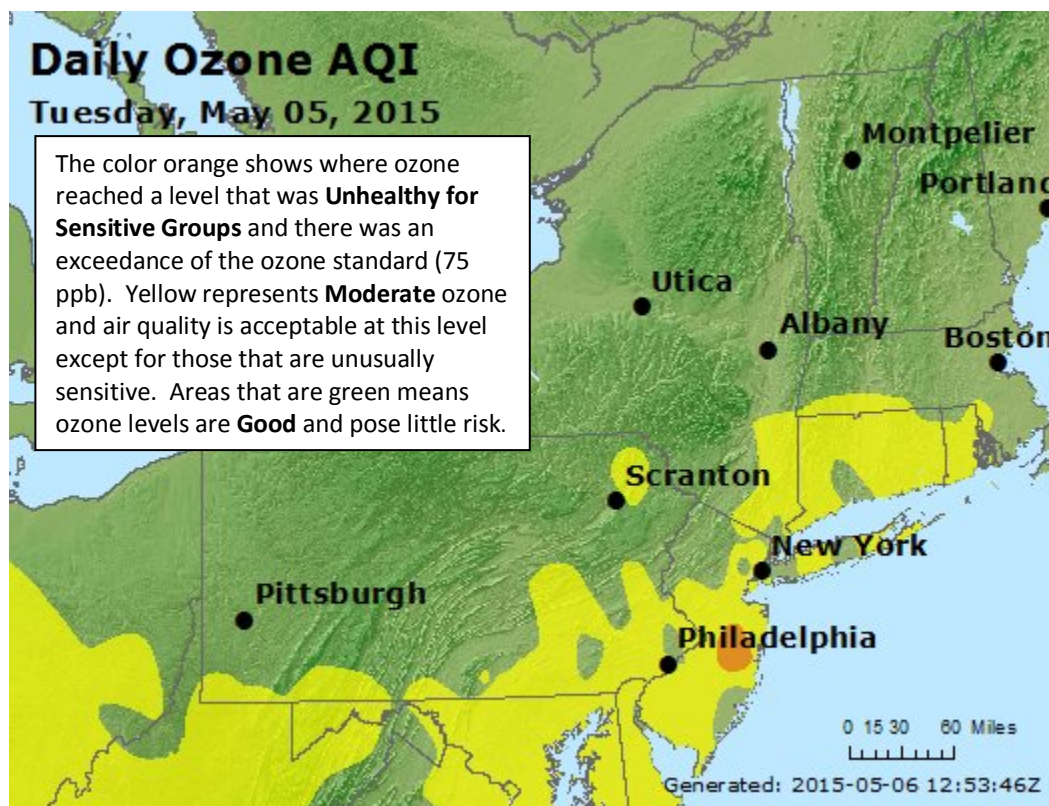 Daily Ozone AQI
Tuesday, May 05, 2015
The color orange shows where ozone
reached a level that was Unhealthy for
Sensitive Groups and there was an
exceedance of the ozone standard (75
ppb).  Yellow represents Moderate ozone
and air quality is acceptable at this level
except for those that are unusually
sensitive.  Areas that are green means
ozone levels are Good and pose little risk.
Montpelier
Portland
Utica
Albany
Boston
Scranton
New York
Pittsburgh
Philadelphia
0 15 30 60 Miles
Generated: 2015-05-06 12:53:46Z